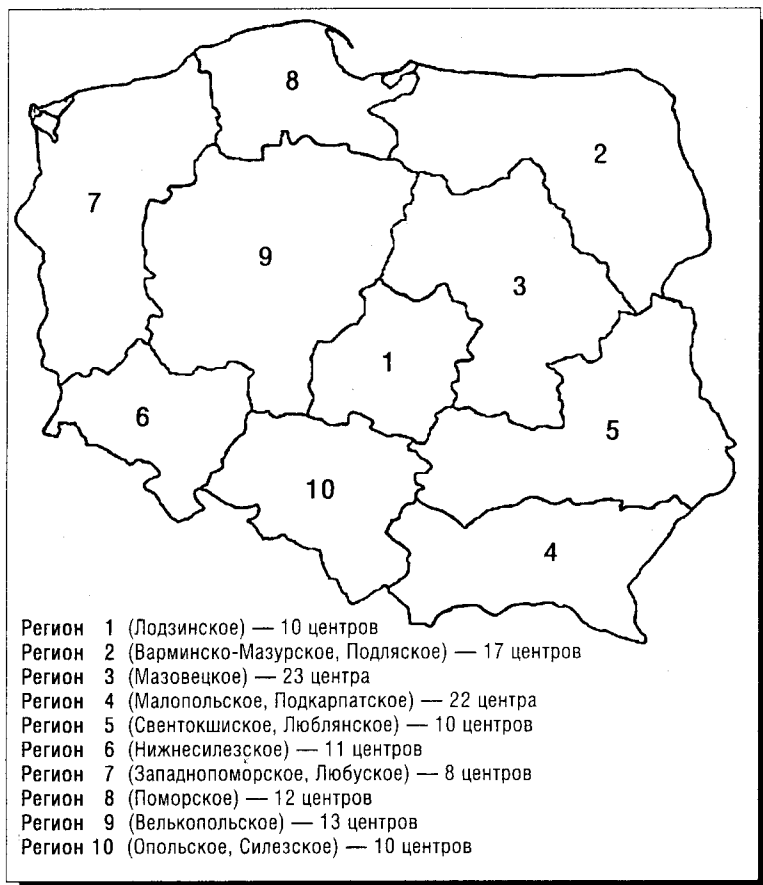 8
2
7
9
3
1
6
5
10
4
Регион 1 (Лодзинское) — 10 центров
Регион 2 (Варминско-Мазурское, Подляское) — 17 центров
Регион 3 (Мазовецкое) — 23 центра
Регион 4 (Малопольское, Подкарпатское) — 22 центра
Регион 5 (Свентокшиское, Люблянское) — 10 центров
Регион 6 (Нижнесилезское) — 11 центров
Регион 7 (Западнопоморское, Любуское) — 8 центров
Регион 8 (Поморское) — 12 центров
Регион 9 (Велькопольское) — 13 центров
Регион 10 (Опольское, Силезское) — 10 центров